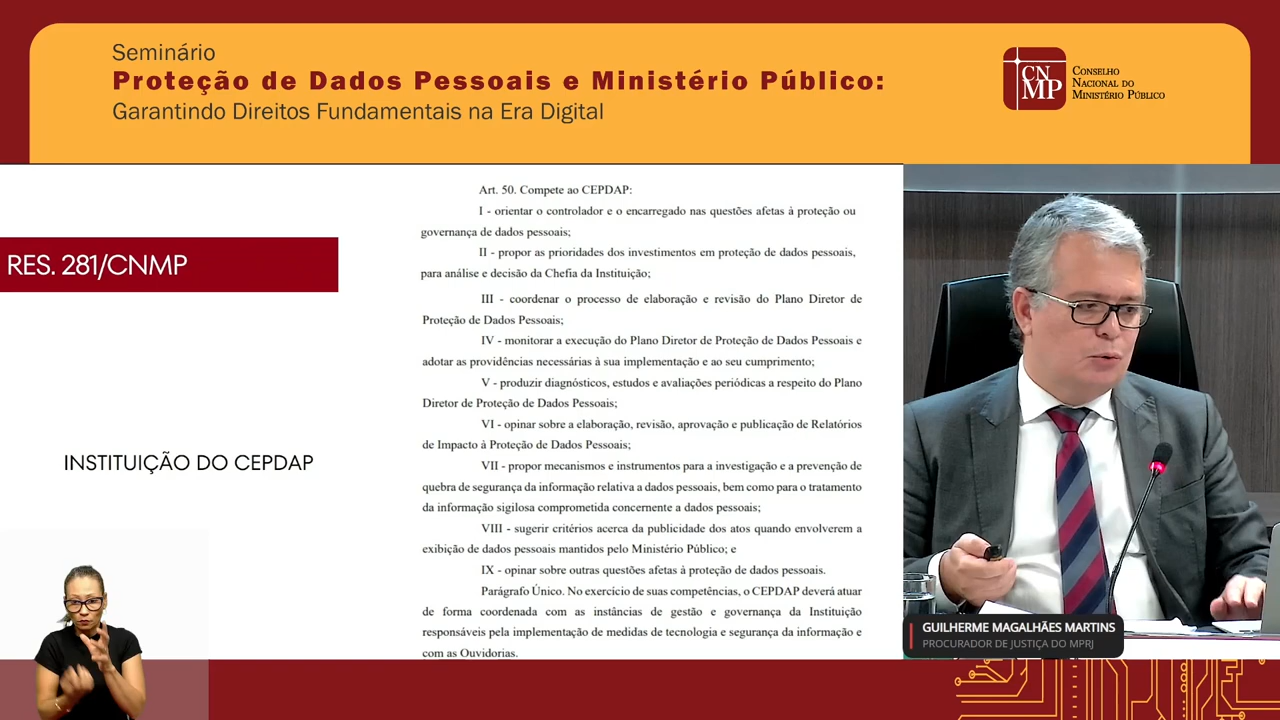 Seminário
Proteção de Dados Pessoais e Ministério Público:
Garantindo Direitos Fundamentais na Era Digital
CN
MP
Conselho
Nacional do
Ministério Público
RES. 281/CNMP
INSTITUIÇÃO DO CEPDAP
Art. 50. Compete ao CEPDAP:
I - orientar o controlador e o encarregado nas questões afetas à proteção ou
governança de dados pessoais;
II - propor as prioridades dos investimentos em proteção de dados pessoais,
para análise e decisão da Chefia da Instituição;
III - coordenar o processo de elaboração e revisão do Plano Diretor de
Proteção de Dados Pessoais;
IV - monitorar a execução do Plano Diretor de Proteção de Dados Pessoais e
adotar as providências necessárias à sua implementação e ao seu cumprimento;
V - produzir diagnósticos, estudos e avaliações periódicas a respeito do Plano
Diretor de Proteção de Dados Pessoais;
VI - opinar sobre a elaboração, revisão, aprovação e publicação de Relatórios
de Impacto à Proteção de Dados Pessoais;
VII - propor mecanismos e instrumentos para a investigação e a prevenção de
quebra de segurança da informação relativa a dados pessoais, bem como para o tratamento
da informação sigilosa comprometida concernente a dados pessoais;
VIII - sugerir critérios acerca da publicidade dos atos quando envolverem a
exibição de dados pessoais mantidos pelo Ministério Público; e
IX - opinar sobre outras questões afetas à proteção de dados pessoais.
Parágrafo Único. No exercício de suas competências, o CEPDAP deverá atuar
de forma coordenada com as instâncias de gestão e governança da Instituição
responsáveis pela implementação de medidas de tecnologia e segurança da informação e
com as Ouvidorias.
GUILHERME MAGALHÃES MARTINS
PROCURADOR DE JUSTIÇA DO MPRJ